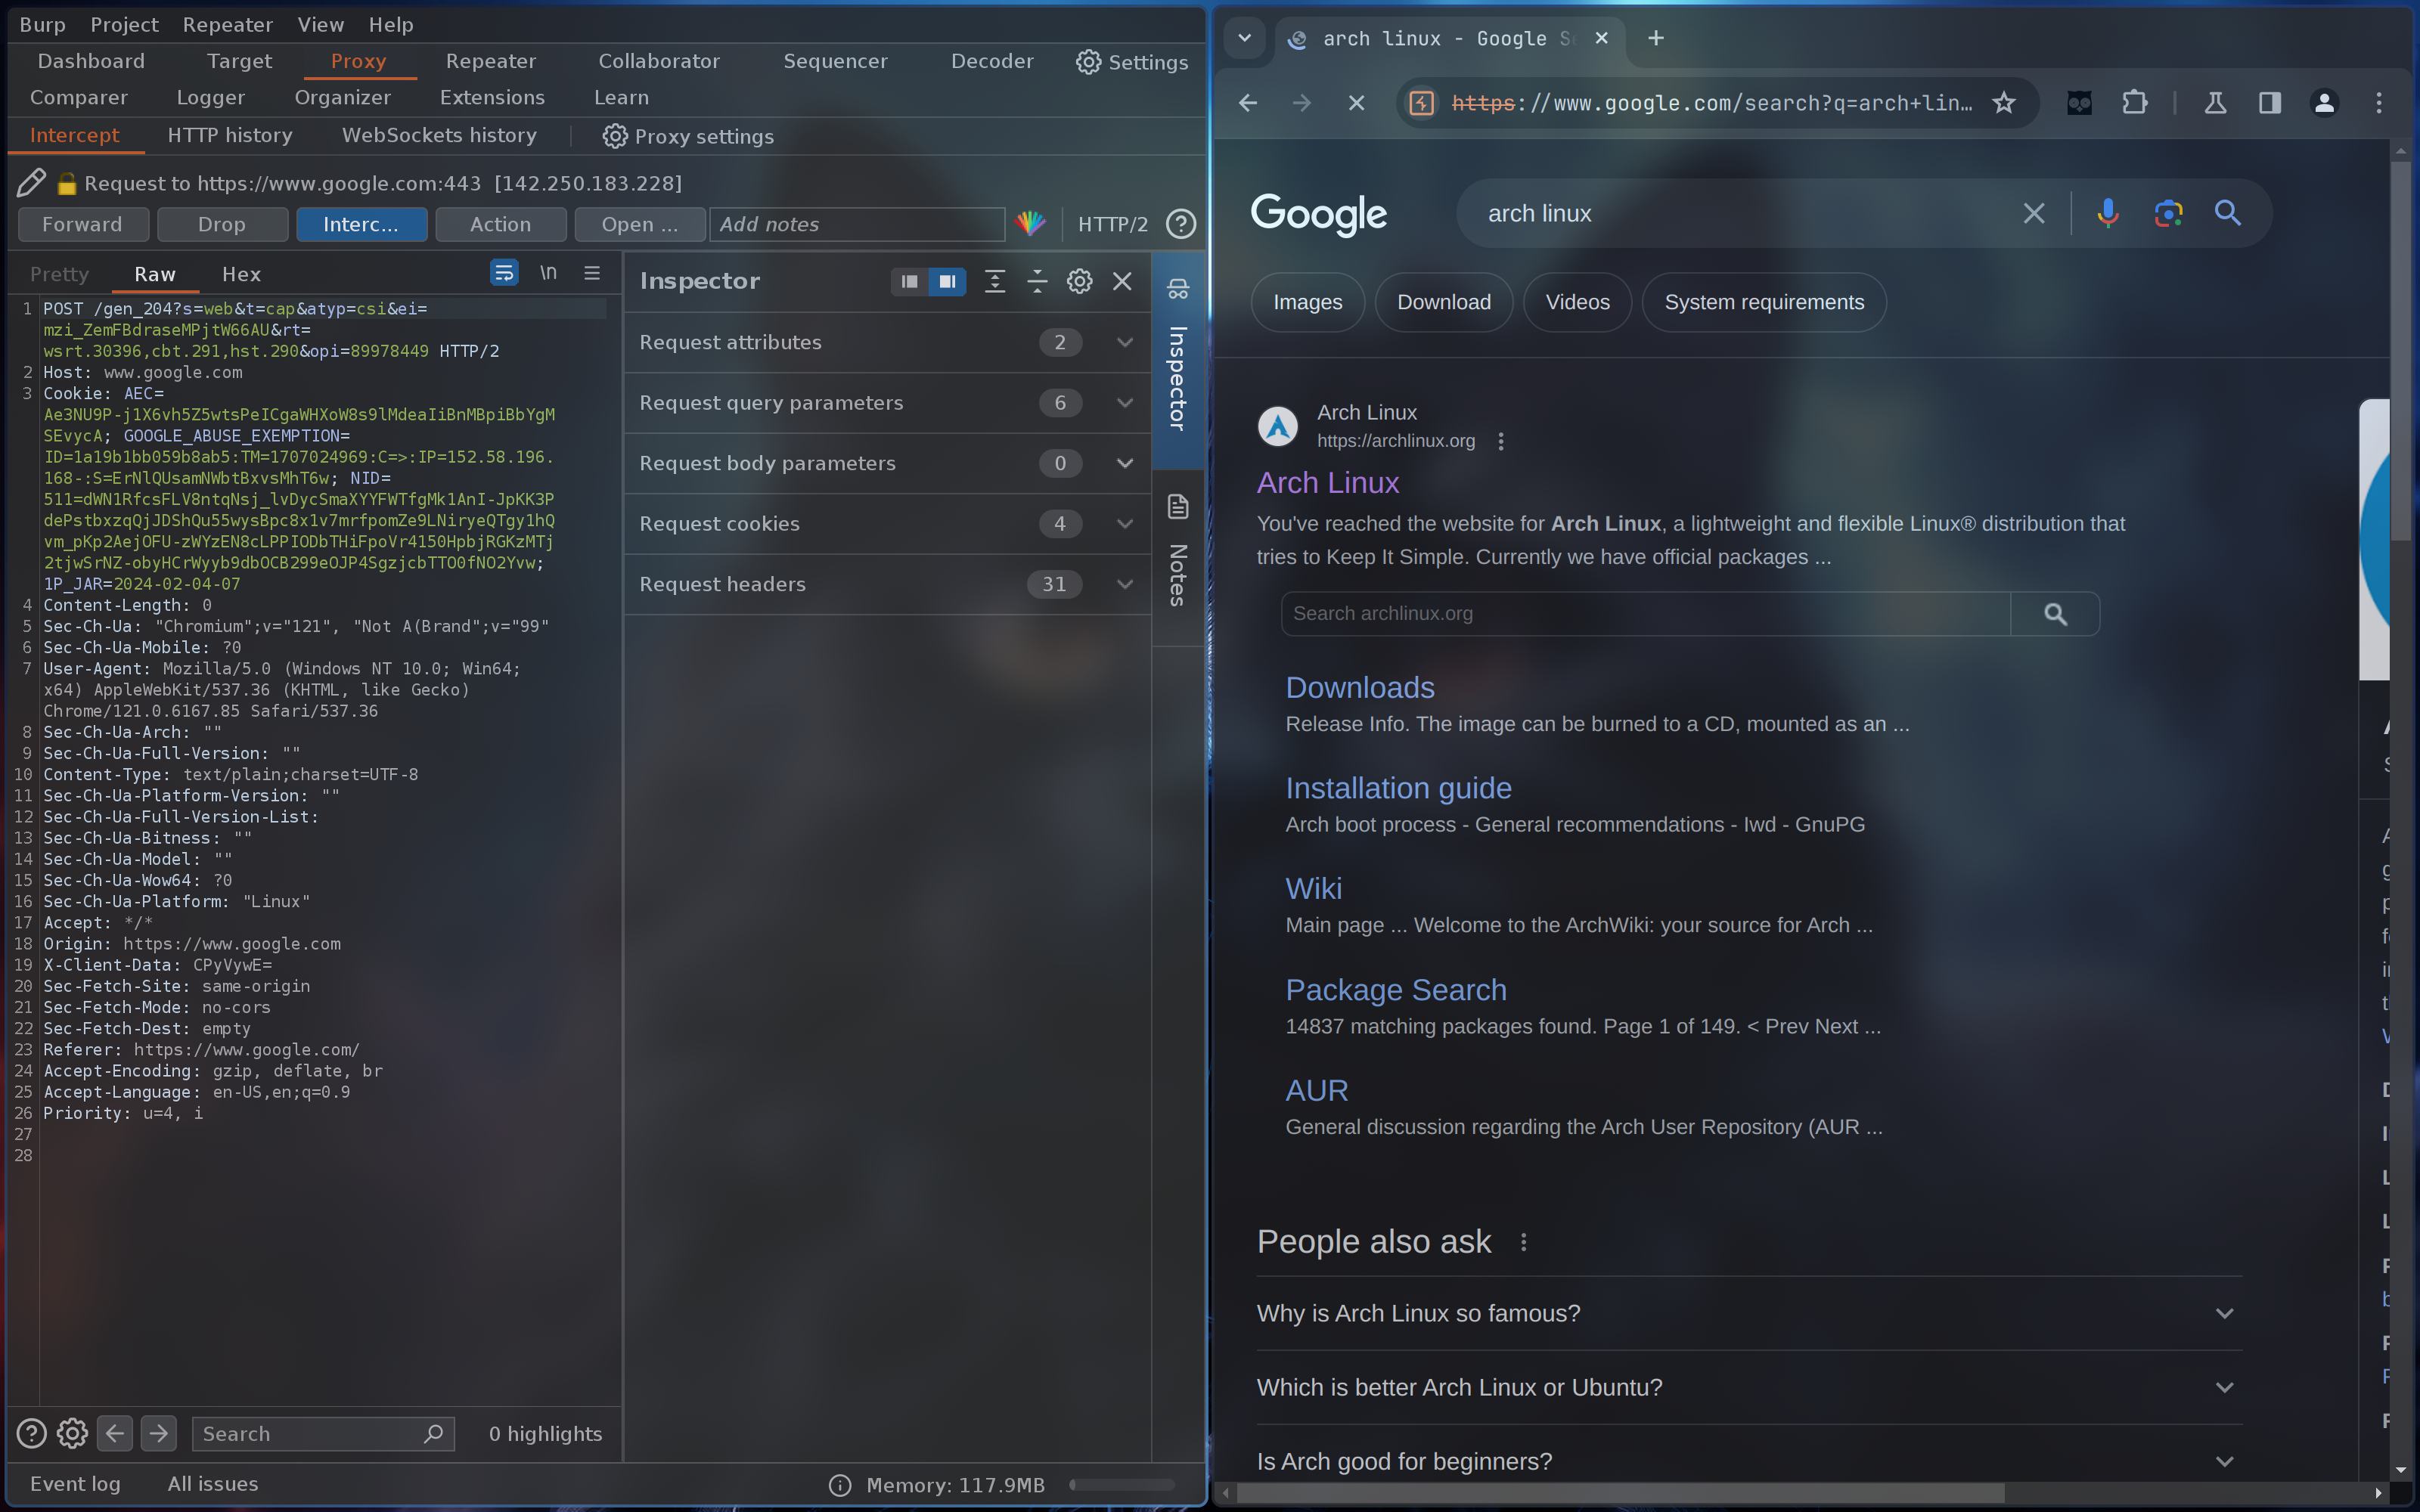 Burp Project Repeater View Help
Dashboard Target Proxy Repeater Collaborator Sequencer Decoder Settings
Comparer Logger Organizer Extensions Learn
Intercept HTTP history WebSockets history Proxy settings
Request to https://www.google.com:443 [142.250.183.228]
Forward Drop Interc... Action Open ... Add notes HTTP/2
Pretty Raw Hex \n
1 POST /gen_204?s=web&t=cap&atyp=csi&ei=
mzi_ZemFBdraseMPjtW66AU&rt=
wsrt.30396,cbt.291,hst.290&opi=89978449 HTTP/2
2 Host: www.google.com
3 Cookie: AEC=
Ae3NU9P-j1X6vh5Z5wtsPeICgaWHXoW8s9lMdeaIiBnMBpiBbYgM
SEvycA; GOOGLE_ABUSE_EXEMPTION=
ID=1a19b1bb059b8ab5:TM=1707024969:C=>:IP=152.58.196.
168-:S=ErNlQUsamNWbtBxvsMhT6w; NID=
511=dWN1RfcsFLV8ntqNsj_lvDycSmaXYYFWTfgMk1AnI-JpKK3P
dePstbxzqQjJDShQu55wysBpc8x1v7mrfpomZe9LNiryeQTgy1hQ
vm_pKp2AejOFU-zWYzEN8cLPPIODbTHiFpoVr4150HpbjRGKzMTj
2tjwSrNZ-obyHCrWyyb9dbOCB299eOJP4SgzjcbTTO0fNO2Yvw;
1P_JAR=2024-02-04-07
4 Content-Length: 0
5 Sec-Ch-Ua: "Chromium";v="121", "Not A(Brand";v="99"
6 Sec-Ch-Ua-Mobile: ?0
7 User-Agent: Mozilla/5.0 (Windows NT 10.0; Win64;
x64) AppleWebKit/537.36 (KHTML, like Gecko)
Chrome/121.0.6167.85 Safari/537.36
8 Sec-Ch-Ua-Arch: ""
9 Sec-Ch-Ua-Full-Version: ""
10 Content-Type: text/plain;charset=UTF-8
11 Sec-Ch-Ua-Platform-Version: ""
12 Sec-Ch-Ua-Full-Version-List:
13 Sec-Ch-Ua-Bitness: ""
14 Sec-Ch-Ua-Model: ""
15 Sec-Ch-Ua-Wow64: ?0
16 Sec-Ch-Ua-Platform: "Linux"
17 Accept: */*
18 Origin: https://www.google.com
19 X-Client-Data: CPyVywE=
20 Sec-Fetch-Site: same-origin
21 Sec-Fetch-Mode: no-cors
22 Sec-Fetch-Dest: empty
23 Referer: https://www.google.com/
24 Accept-Encoding: gzip, deflate, br
25 Accept-Language: en-US,en;q=0.9
26 Priority: u=4, i
27
28
Inspector
Request attributes 2
Request query parameters 6
Request body parameters 0
Request cookies 4
Request headers 31
Inspector
Notes
Search 0 highlights
Event log All issues Memory: 117.9MB
arch linux - Google S
https://www.google.com/search?q=arch+lin...
Google arch linux
Images Download Videos System requirements
Arch Linux
https://archlinux.org
Arch Linux
You've reached the website for Arch Linux, a lightweight and flexible Linux® distribution that
tries to Keep It Simple. Currently we have official packages ...
Search archlinux.org
Downloads
Release Info. The image can be burned to a CD, mounted as an ...
Installation guide
Arch boot process - General recommendations - Iwd - GnuPG
Wiki
Main page ... Welcome to the ArchWiki: your source for Arch ...
Package Search
14837 matching packages found. Page 1 of 149. < Prev Next ...
AUR
General discussion regarding the Arch User Repository (AUR ...
People also ask
Why is Arch Linux so famous?
Which is better Arch Linux or Ubuntu?
Is Arch good for beginners?